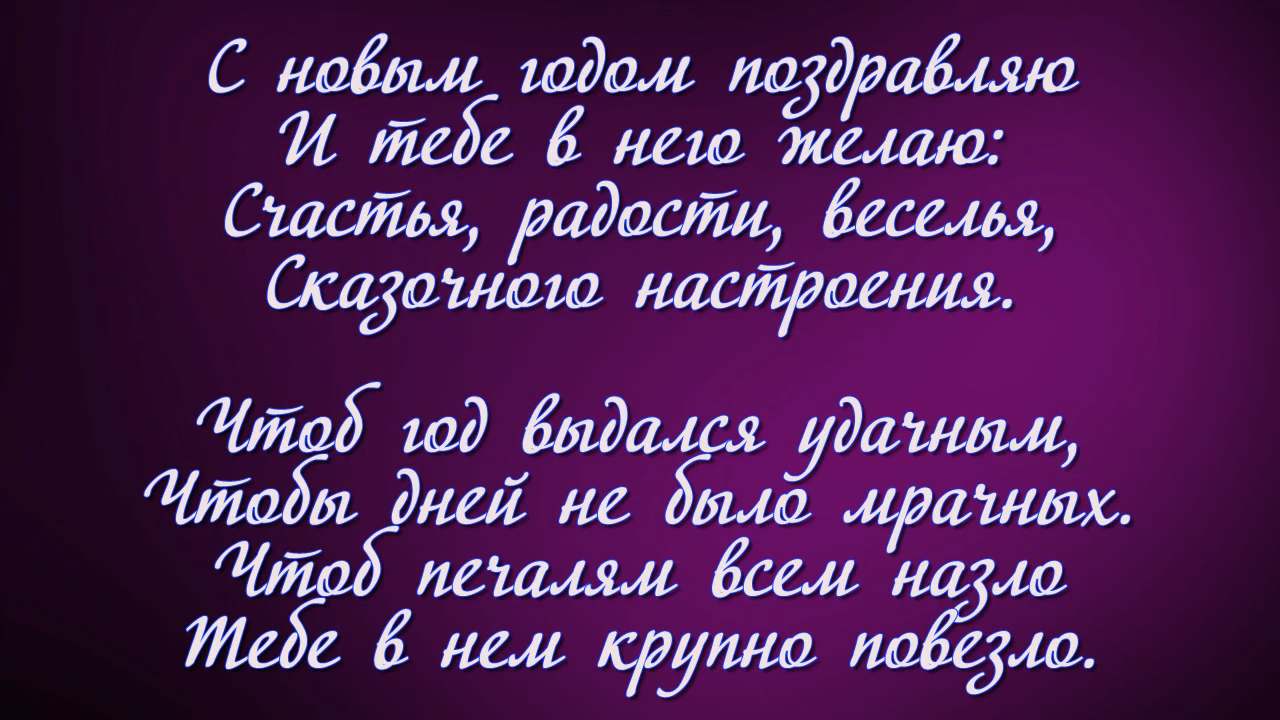 С новым годом поздравляю
И тебе в него желаю:
Счастья, радости, веселья,
Сказочного настроения.
Чтоб год выдался удачным,
Чтобы дней не было мрачных.
Чтоб печалям всем назло
Тебе в нем крупно повезло.